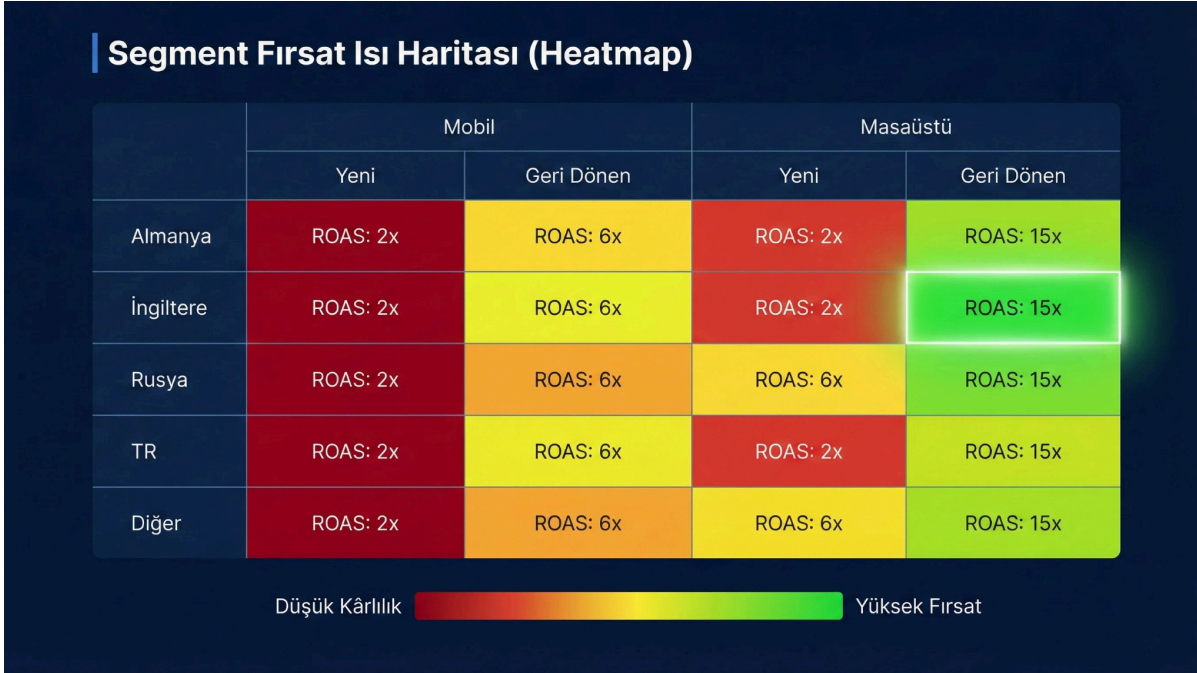 Segment Fırsat Isı Haritası (Heatmap)
Mobil Masaüstü
Yeni Geri Dönen Yeni Geri Dönen
Almanya ROAS: 2x ROAS: 6x ROAS: 2x ROAS: 15x
İngiltere ROAS: 2x ROAS: 6x ROAS: 2x ROAS: 15x
Rusya ROAS: 2x ROAS: 6x ROAS: 6x ROAS: 15x
TR ROAS: 2x ROAS: 6x ROAS: 2x ROAS: 15x
Diğer ROAS: 2x ROAS: 6x ROAS: 6x ROAS: 15x
Düşük Kârlılık Yüksek Fırsat